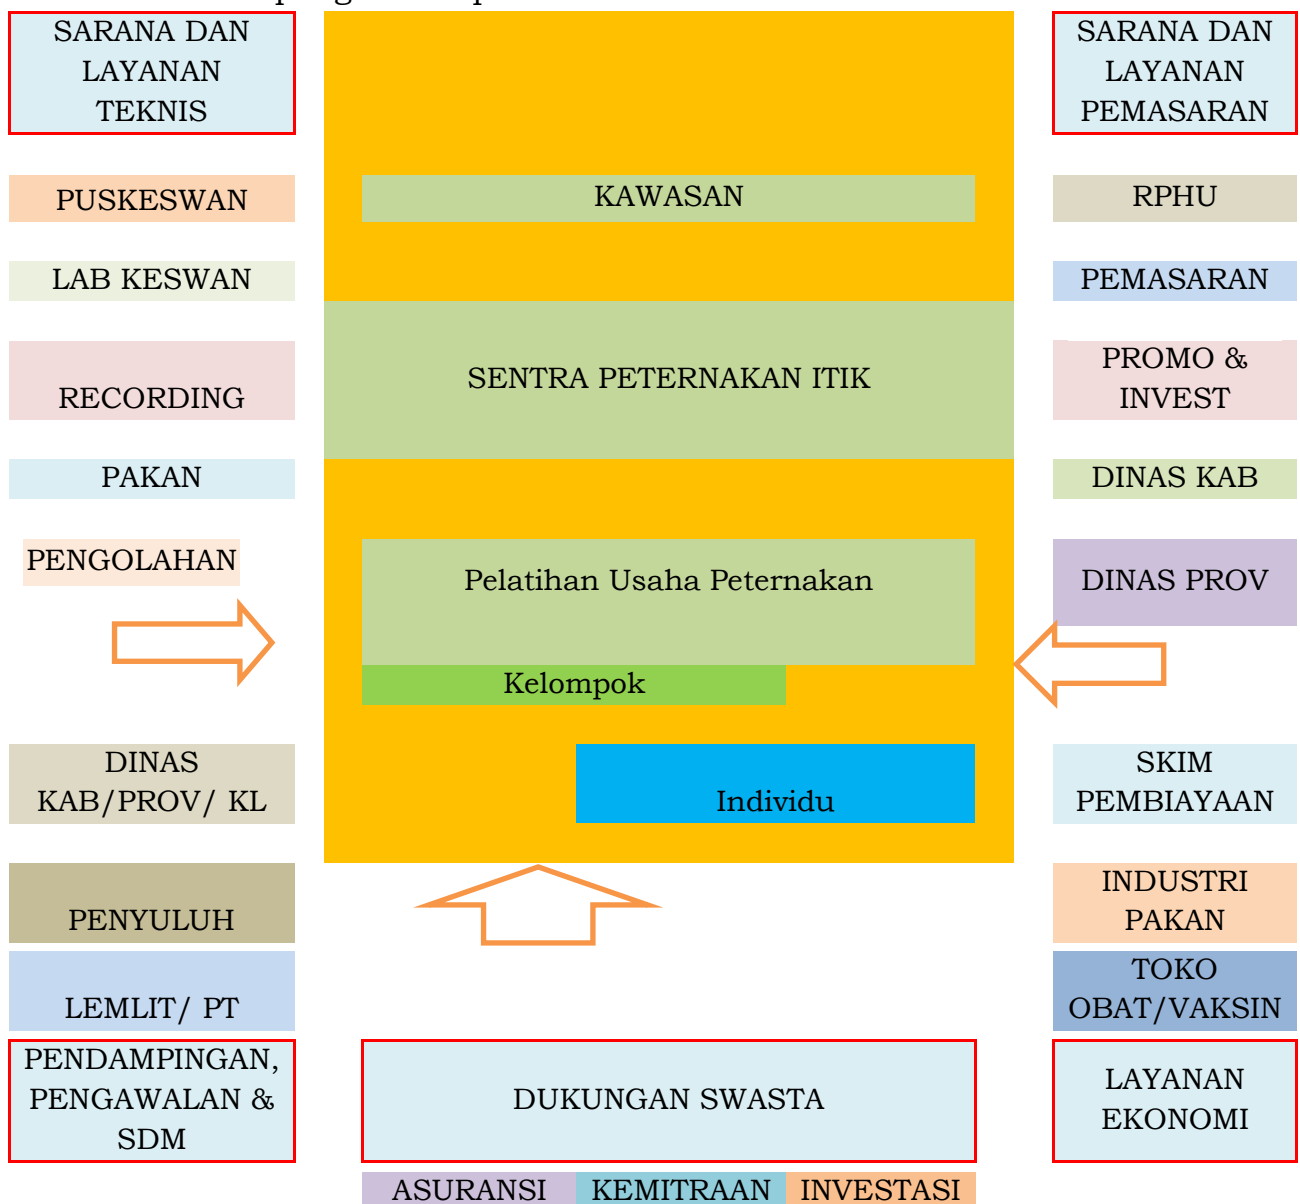 SARANA DAN
LAYANAN
TEKNIS
SARANA DAN
LAYANAN
PEMASARAN
PUSKESWAN
KAWASAN
RPHU
LAB KESWAN
PEMASARAN
RECORDING
SENTRA PETERNAKAN ITIK
PROMO &
INVEST
PAKAN
DINAS KAB
PENGOLAHAN
Pelatihan Usaha Peternakan
DINAS PROV
Kelompok
DINAS
KAB/PROV/ KL
Individu
SKIM
PEMBIAYAAN
PENYULUH
INDUSTRI
PAKAN
LEMLIT/ PT
TOKO
OBAT/VAKSIN
PENDAMPINGAN,
PENGAWALAN &
SDM
DUKUNGAN SWASTA
LAYANAN
EKONOMI
ASURANSI
KEMITRAAN
INVESTASI